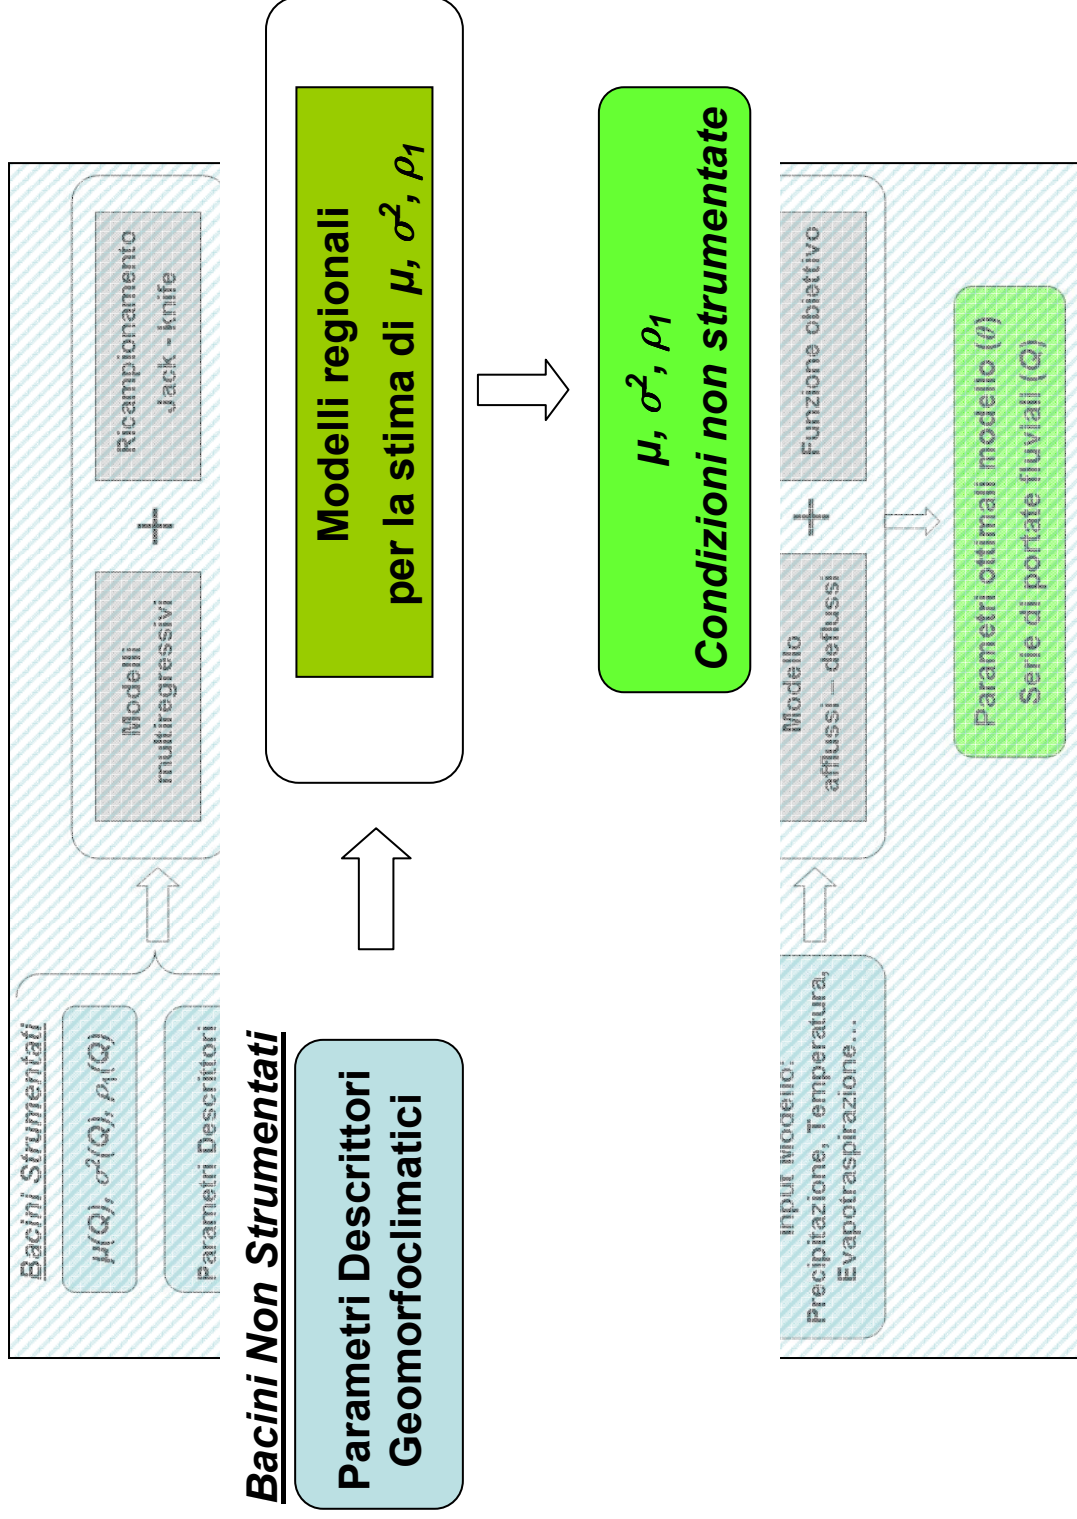 Bacini Strumentati
μ(Q), σ²(Q), ρ₁(Q)
Parametri Descrittori
Modelli
multiregressivi
+
Ricampionamento
Jack - knife
Bacini Non Strumentati
Parametri Descrittori
Geomorfoclimatici
Modelli regionali
per la stima di μ, σ², ρ₁
μ, σ², ρ₁
Condizioni non strumentate
Input Modello:
Precipitazione, Temperatura,
Evapotraspirazione...
Modello
afflussi – deflussi
+
Funzione obiettivo
Parametri ottimali modello (θ)
Serie di portate fluviali (Q)